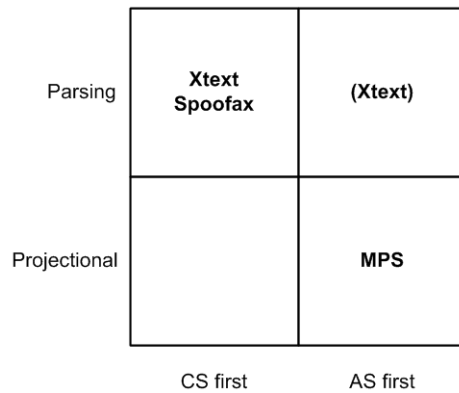 Parsing
Xtext
Spoofax
(Xtext)
Projectional
MPS
CS first
AS first